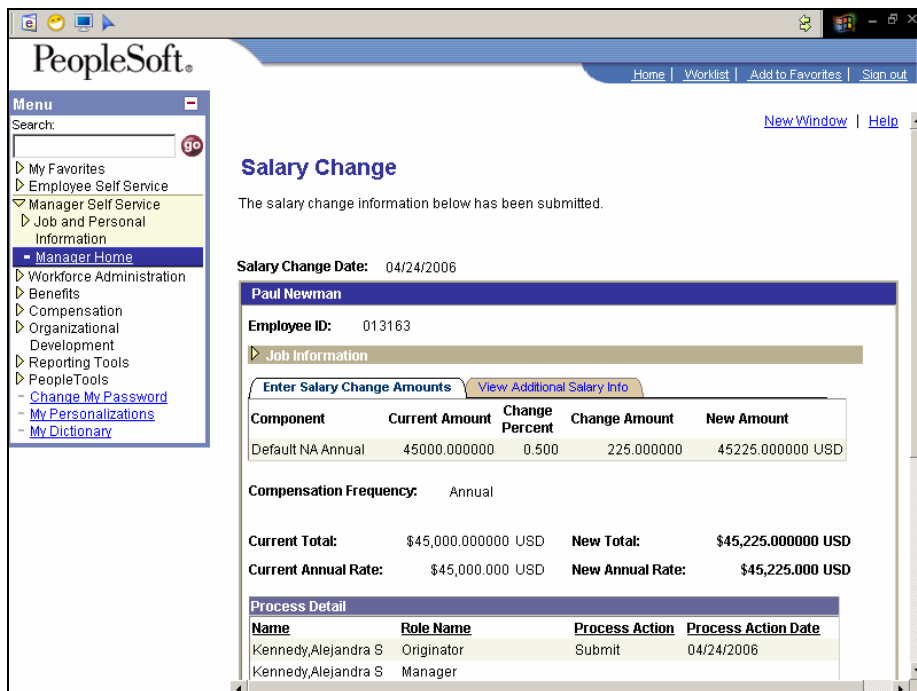 PeopleSoft®
Home | Worklist | Add to Favorites | Sign out
Menu
Search:
go
My Favorites
Employee Self Service
Manager Self Service
Job and Personal
Information
Manager Home
Workforce Administration
Benefits
Compensation
Organizational
Development
Reporting Tools
PeopleTools
Change My Password
My Personalizations
My Dictionary
New Window | Help
Salary Change
The salary change information below has been submitted.
Salary Change Date: 04/24/2006
Paul Newman
Employee ID: 013163
Job Information
Enter Salary Change Amounts View Additional Salary Info
Component Current Amount Change Percent Change Amount New Amount
Default NA Annual 45000.000000 0.500 225.000000 45225.000000 USD
Compensation Frequency: Annual
Current Total: $45,000.000000 USD New Total: $45,225.000000 USD
Current Annual Rate: $45,000.000 USD New Annual Rate: $45,225.000 USD
Process Detail
Name Role Name Process Action Process Action Date
Kennedy,Alejandra S Originator Submit 04/24/2006
Kennedy,Alejandra S Manager